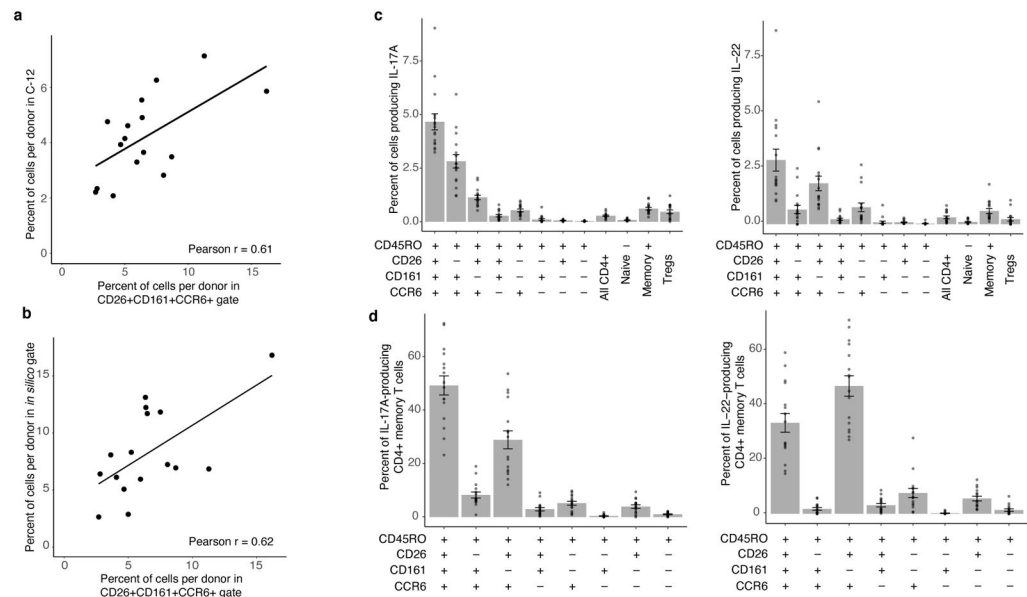 a
Percent of cells per donor in C-12
6
4
2
0
Pearson r = 0.61
0 5 10 15
Percent of cells per donor in
CD26+CD161+CCR6+ gate
b
Percent of cells per donor in in silico gate
15
10
5
0
Pearson r = 0.62
0 5 10 15
Percent of cells per donor in
CD26+CD161+CCR6+ gate
c
Percent of cells producing IL-17A
7.5
5.0
2.5
0.0
CD45RO + + + + + + + + − +
CD26 + − + + − − + −
CD161 + + − + − + − −
CCR6 + + + − + − − −
All CD4+
Naive
Memory
Tregs
Percent of cells producing IL−22
7.5
5.0
2.5
0.0
CD45RO + + + + + + + + − +
CD26 + − + + − − + −
CD161 + + − + − + − −
CCR6 + + + − + − − −
All CD4+
Naive
Memory
Tregs
d
Percent of IL-17A-producing
CD4+ memory T cells
60
40
20
0
CD45RO + + + + + + + +
CD26 + − + + − − + −
CD161 + + − + − + − −
CCR6 + + + − + − − −
Percent of IL−22−producing
CD4+ memory T cells
60
40
20
0
CD45RO + + + + + + + +
CD26 + − + + − − + −
CD161 + + − + − + − −
CCR6 + + + − + − − −